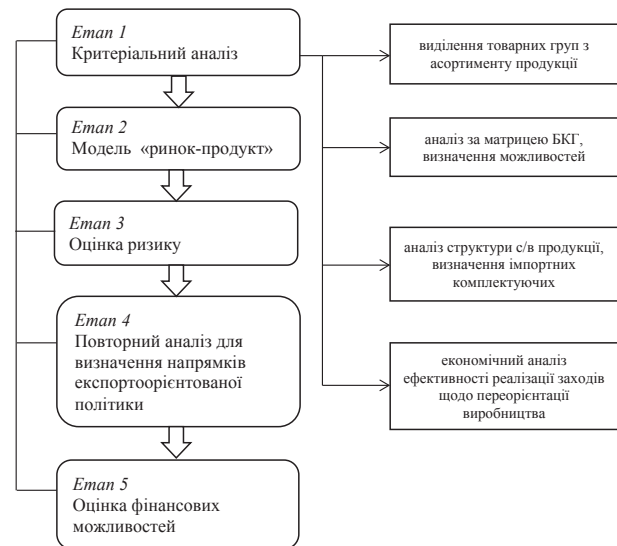 Етап 1
Критеріальний аналіз
Етап 2
Модель «ринок-продукт»
Етап 3
Оцінка ризику
Етап 4
Повторний аналіз для
визначення напрямків
експортоорієнтованої
політики
Етап 5
Оцінка фінансових
можливостей
виділення товарних груп з
асортименту продукції
аналіз за матрицею БКГ,
визначення можливостей
аналіз структури с/в продукції,
визначення імпортних
комплектуючих
економічний аналіз
ефективності реалізації заходів
щодо переорієнтації
виробництва